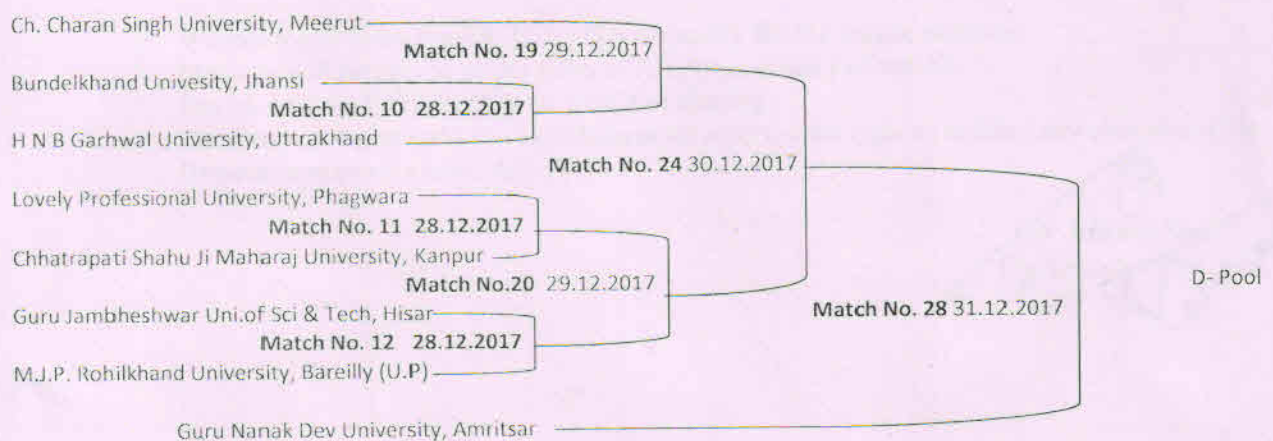 Ch. Charan Singh University, Meerut
Match No. 19 29.12.2017
Bundelkhand Univesity, Jhansi
Match No. 10 28.12.2017
H N B Garhwal University, Uttrakhand
Match No. 24 30.12.2017
Lovely Professional University, Phagwara
Match No. 11 28.12.2017
Chhatrapati Shahu Ji Maharaj University, Kanpur
Match No.20 29.12.2017
D- Pool
Guru Jambheshwar Uni.of Sci & Tech, Hisar
Match No. 28 31.12.2017
Match No. 12 28.12.2017
M.J.P. Rohilkhand University, Bareilly (U.P)
Guru Nanak Dev University, Amritsar